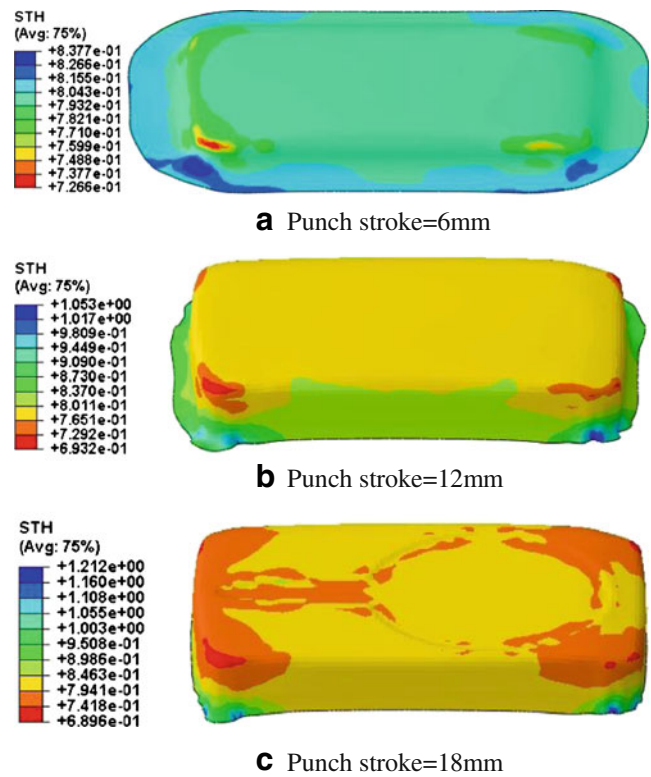 STH
(Avg: 75%)
+8.377e-01
+8.266e-01
+8.155e-01
+8.043e-01
+7.932e-01
+7.821e-01
+7.710e-01
+7.599e-01
+7.488e-01
+7.377e-01
+7.266e-01
a Punch stroke=6mm
STH
(Avg: 75%)
+1.053e+00
+1.017e+00
+9.809e-01
+9.449e-01
+9.090e-01
+8.730e-01
+8.370e-01
+8.011e-01
+7.651e-01
+7.292e-01
+6.932e-01
b Punch stroke=12mm
STH
(Avg: 75%)
+1.212e+00
+1.160e+00
+1.108e+00
+1.055e+00
+1.003e+00
+9.508e-01
+8.986e-01
+8.463e-01
+7.941e-01
+7.418e-01
+6.896e-01
c Punch stroke=18mm